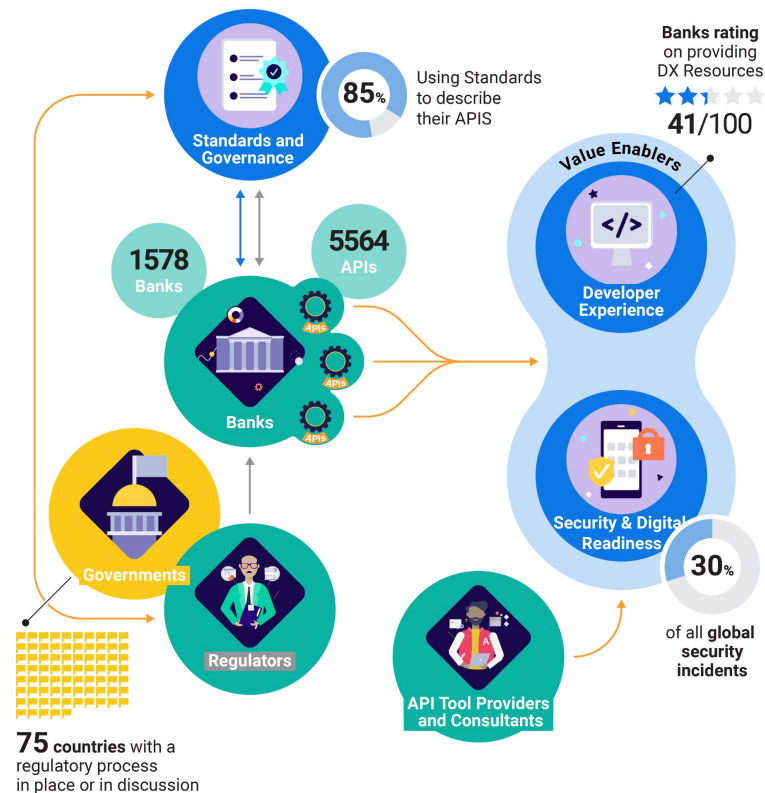 Banks rating
on providing
DX Resources
41/100
85%
Using Standards
to describe
their APIS
Standards and
Governance
Value Enablers
</>
Developer
Experience
1578
Banks
5564
APIs
APIs
APIs
APIs
Banks
Governments
Regulators
Security & Digital
Readiness
30%
of all global
security
incidents
API Tool Providers
and Consultants
75 countries with a
regulatory process
in place or in discussion